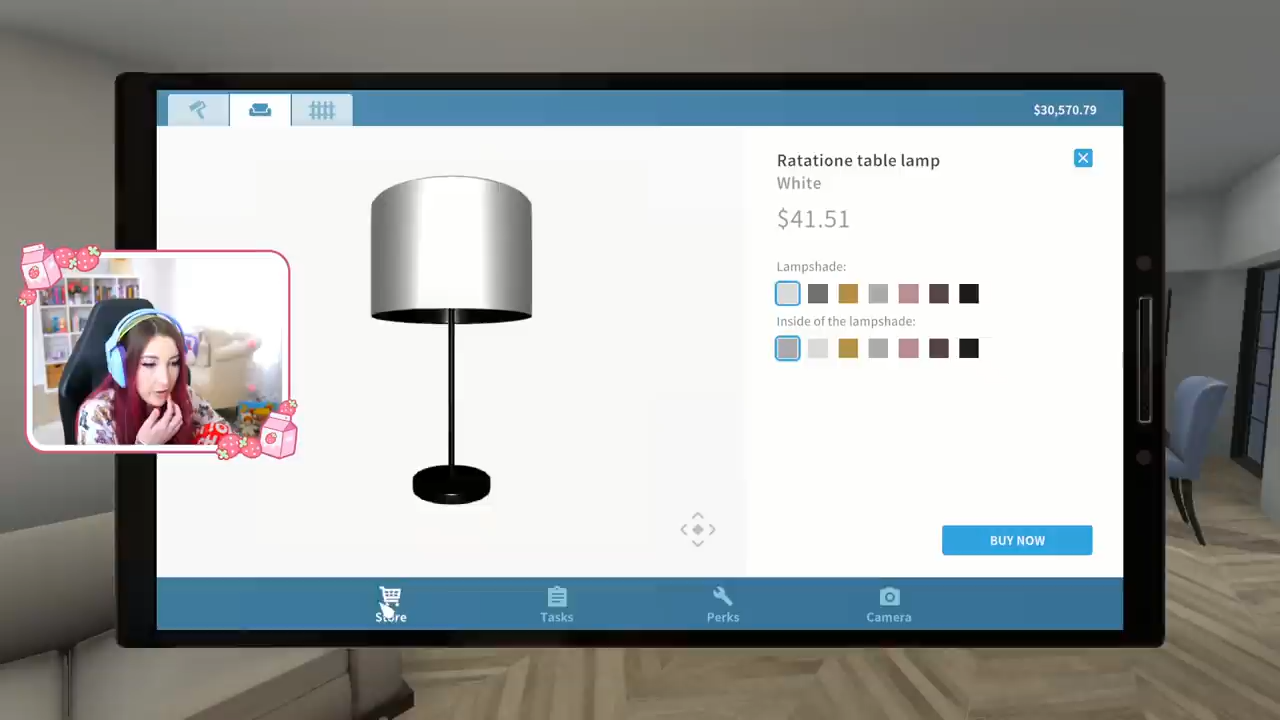 $30,570.79
Ratatione table lamp
White
$41.51
Lampshade:
Inside of the lampshade:
BUY NOW
Store
Tasks
Perks
Camera